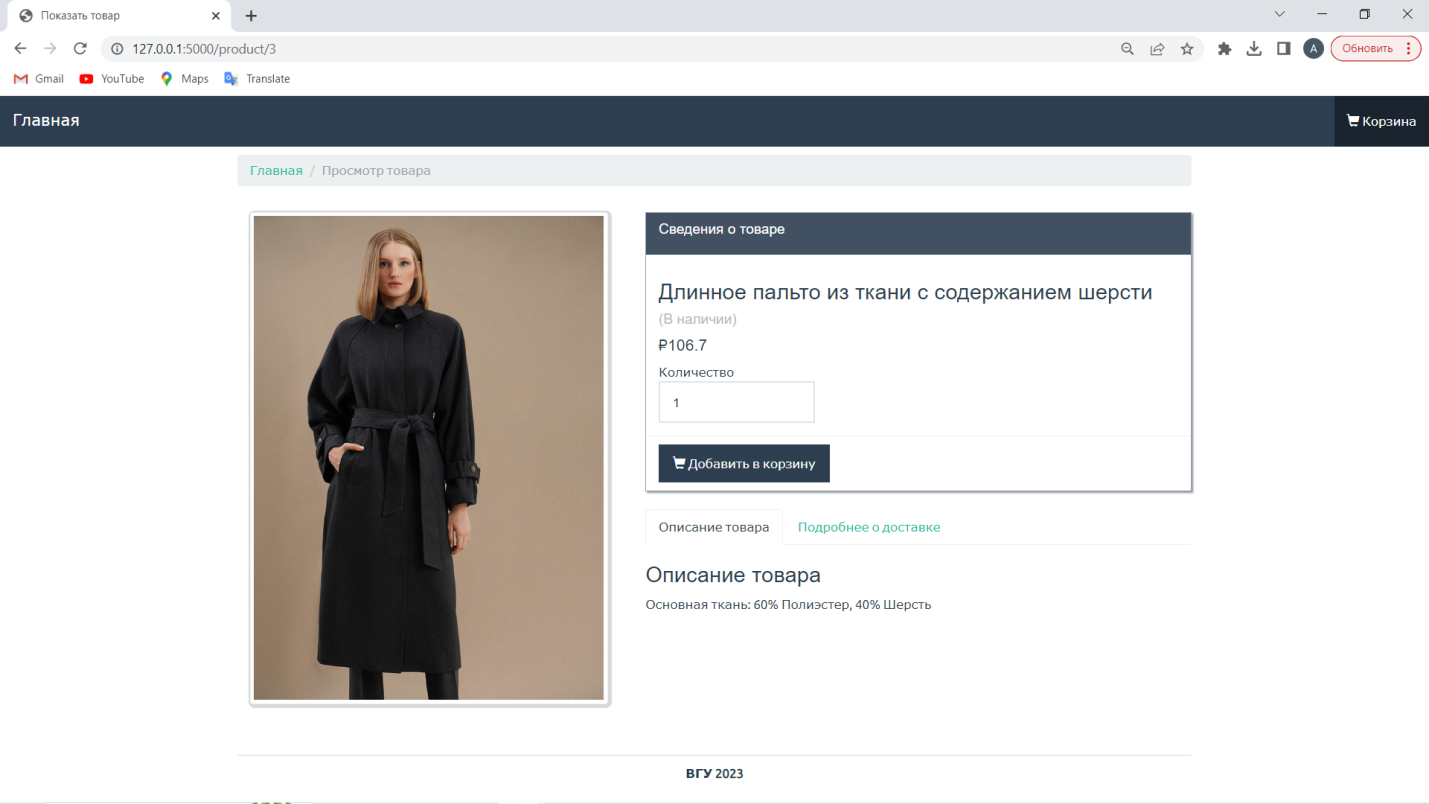 Показать товар
127.0.0.1:5000/product/3
A
Обновить
Gmail YouTube Maps Translate
Главная
Корзина
Главная / Просмотр товара
Сведения о товаре
Длинное пальто из ткани с содержанием шерсти
(В наличии)
₽106.7
Количество
1
Добавить в корзину
Описание товара Подробнее о доставке
Описание товара
Основная ткань: 60% Полиэстер, 40% Шерсть
ВГУ 2023